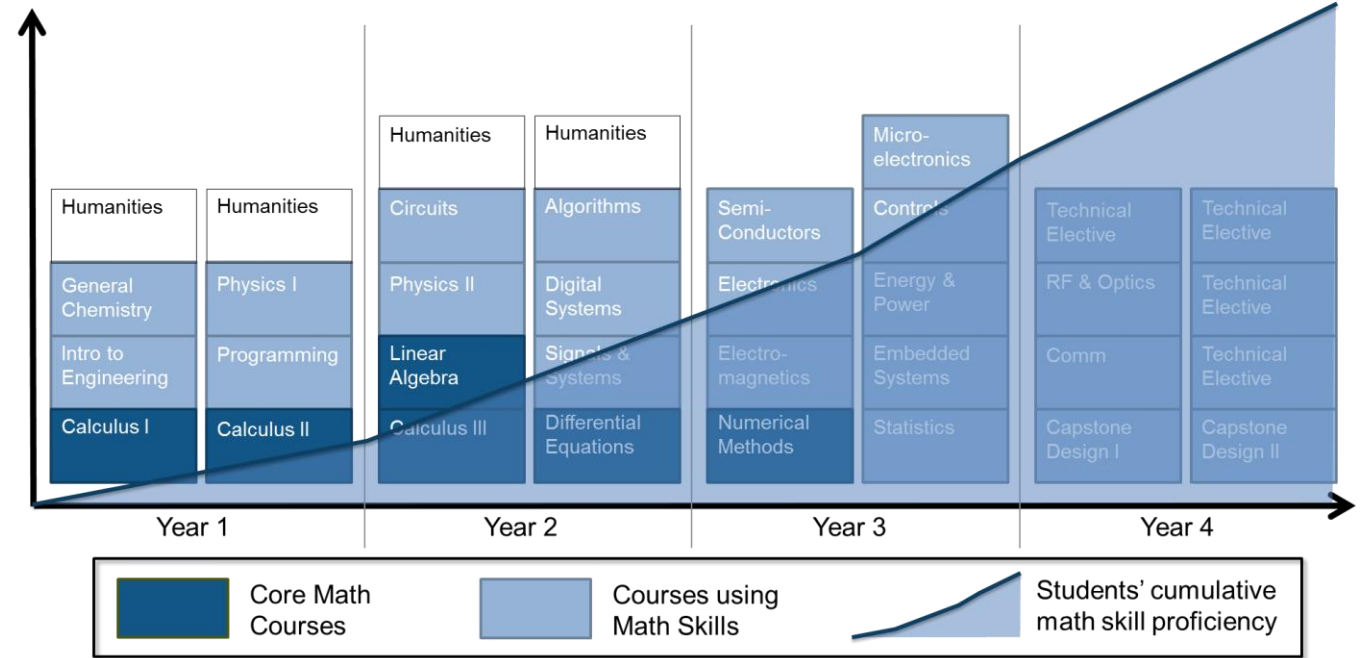 Humanities
General
Chemistry
Intro to
Engineering
Calculus I
Humanities
Physics I
Programming
Calculus II
Humanities
Circuits
Physics II
Linear
Algebra
Calculus III
Humanities
Algorithms
Digital
Systems
Signals &
Systems
Differential
Equations
Semi-
Conductors
Electronics
Electro-
magnetics
Numerical
Methods
Micro-
electronics
Controls
Energy &
Power
Embedded
Systems
Statistics
Technical
Elective
RF & Optics
Comm
Capstone
Design I
Technical
Elective
Technical
Elective
Technical
Elective
Capstone
Design II
Year 1
Year 2
Year 3
Year 4
Core Math
Courses
Courses using
Math Skills
Students' cumulative
math skill proficiency